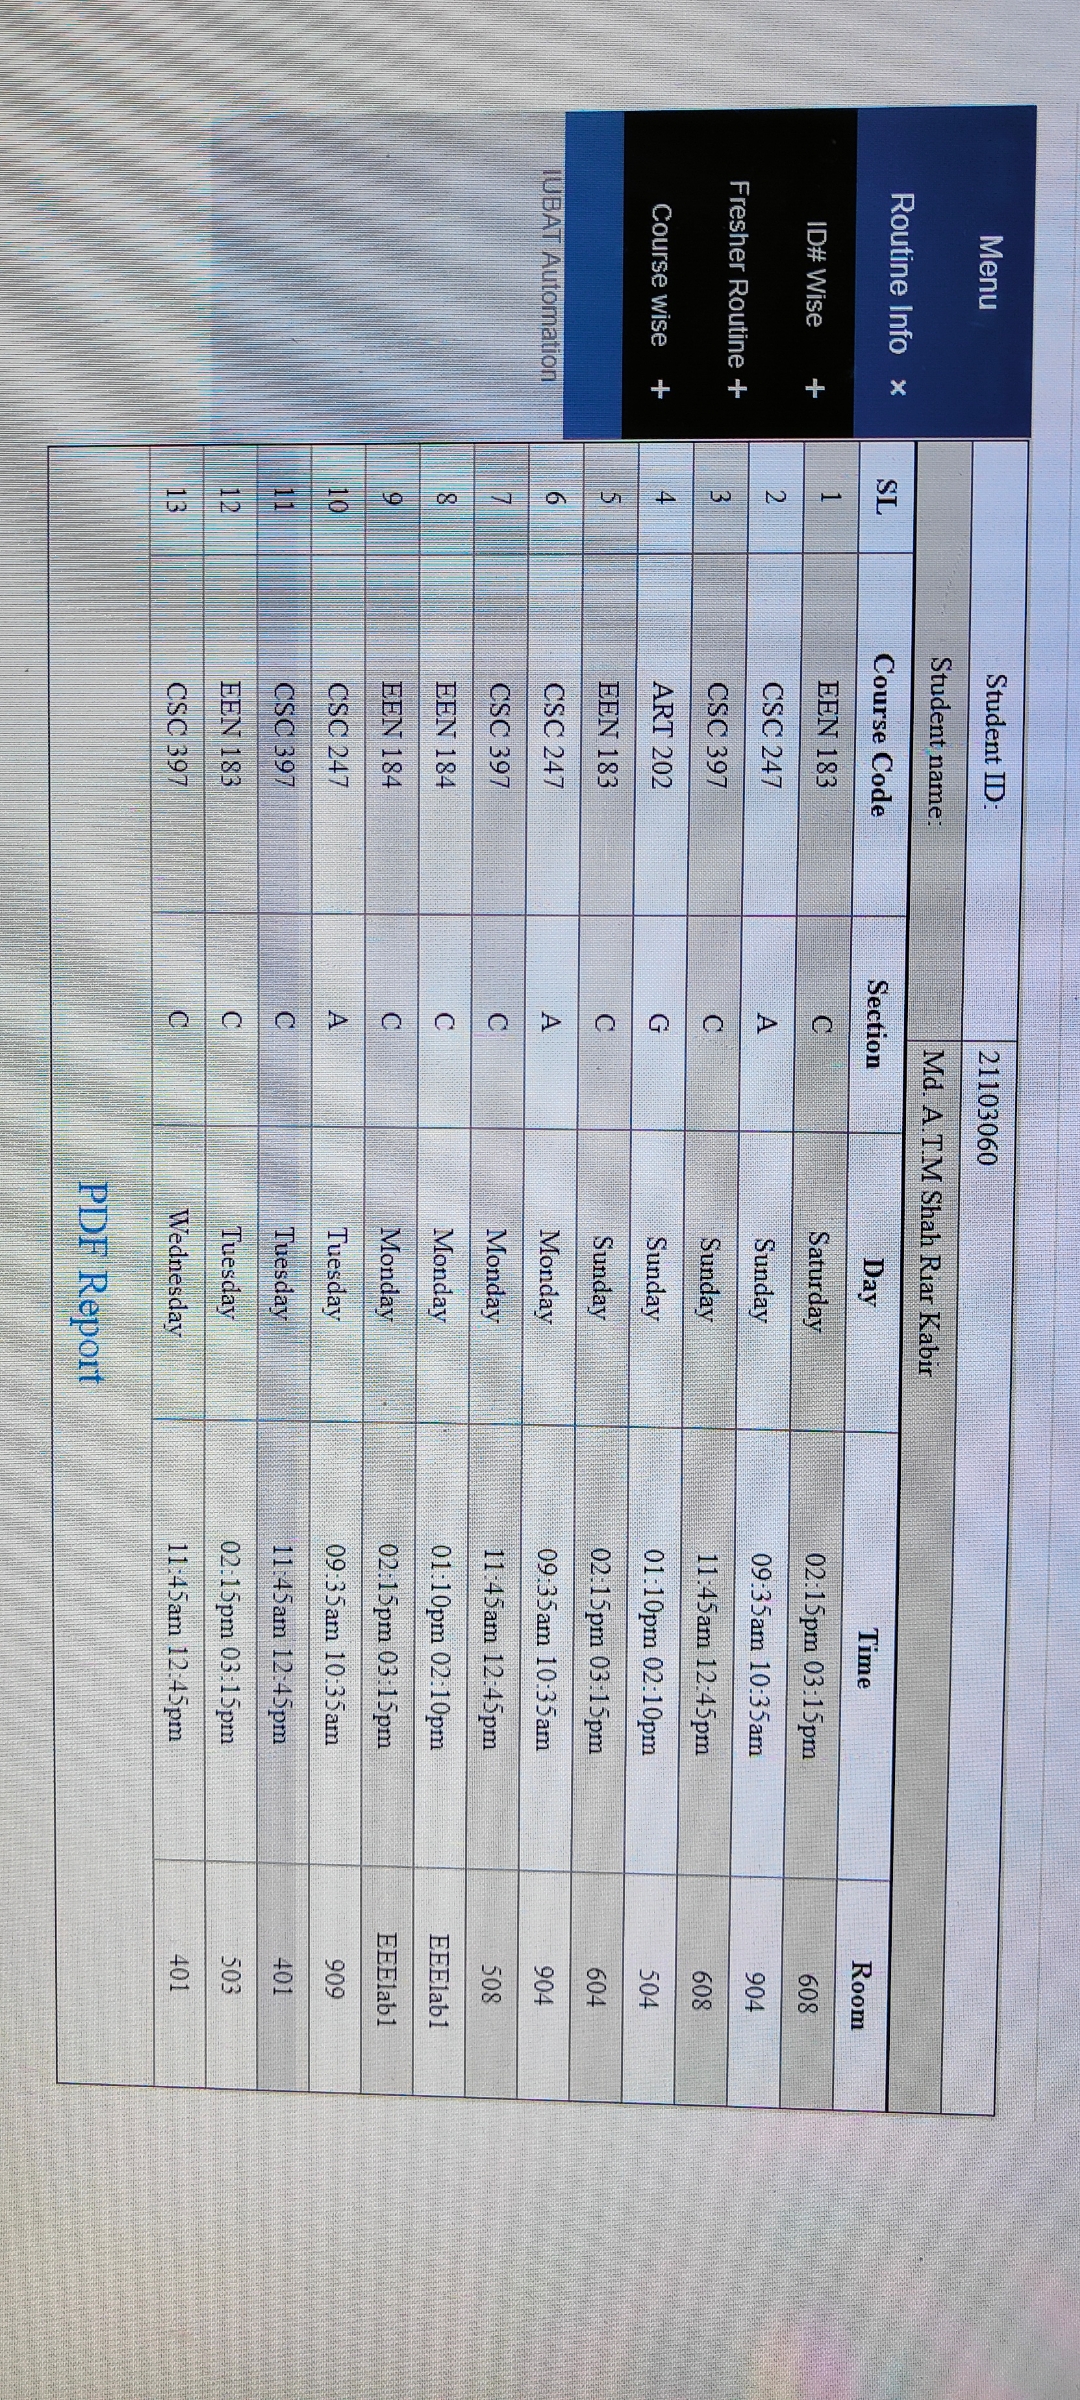 Menu
Routine Info ×
ID# Wise +
Fresher Routine +
Course wise +
IUBAT Automation
Student ID: 21103060
Student name: Md. A.T.M Shah Riar Kabir
SL Course Code Section Day Time Room
1 EEN 183 C Saturday 02:15pm 03:15pm 608
2 CSC 247 A Sunday 09:35am 10:35am 904
3 CSC 397 C Sunday 11:45am 12:45pm 608
4 ART 202 G Sunday 01:10pm 02:10pm 504
5 EEN 183 C Sunday 02:15pm 03:15pm 604
6 CSC 247 A Monday 09:35am 10:35am 904
7 CSC 397 C Monday 11:45am 12:45pm 508
8 EEN 184 C Monday 01:10pm 02:10pm EEElab1
9 EEN 184 C Monday 02:15pm 03:15pm EEElab1
10 CSC 247 A Tuesday 09:35am 10:35am 909
11 CSC 397 C Tuesday 11:45am 12:45pm 401
12 EEN 183 C Tuesday 02:15pm 03:15pm 503
13 CSC 397 C Wednesday 11:45am 12:45pm 401
PDF Report